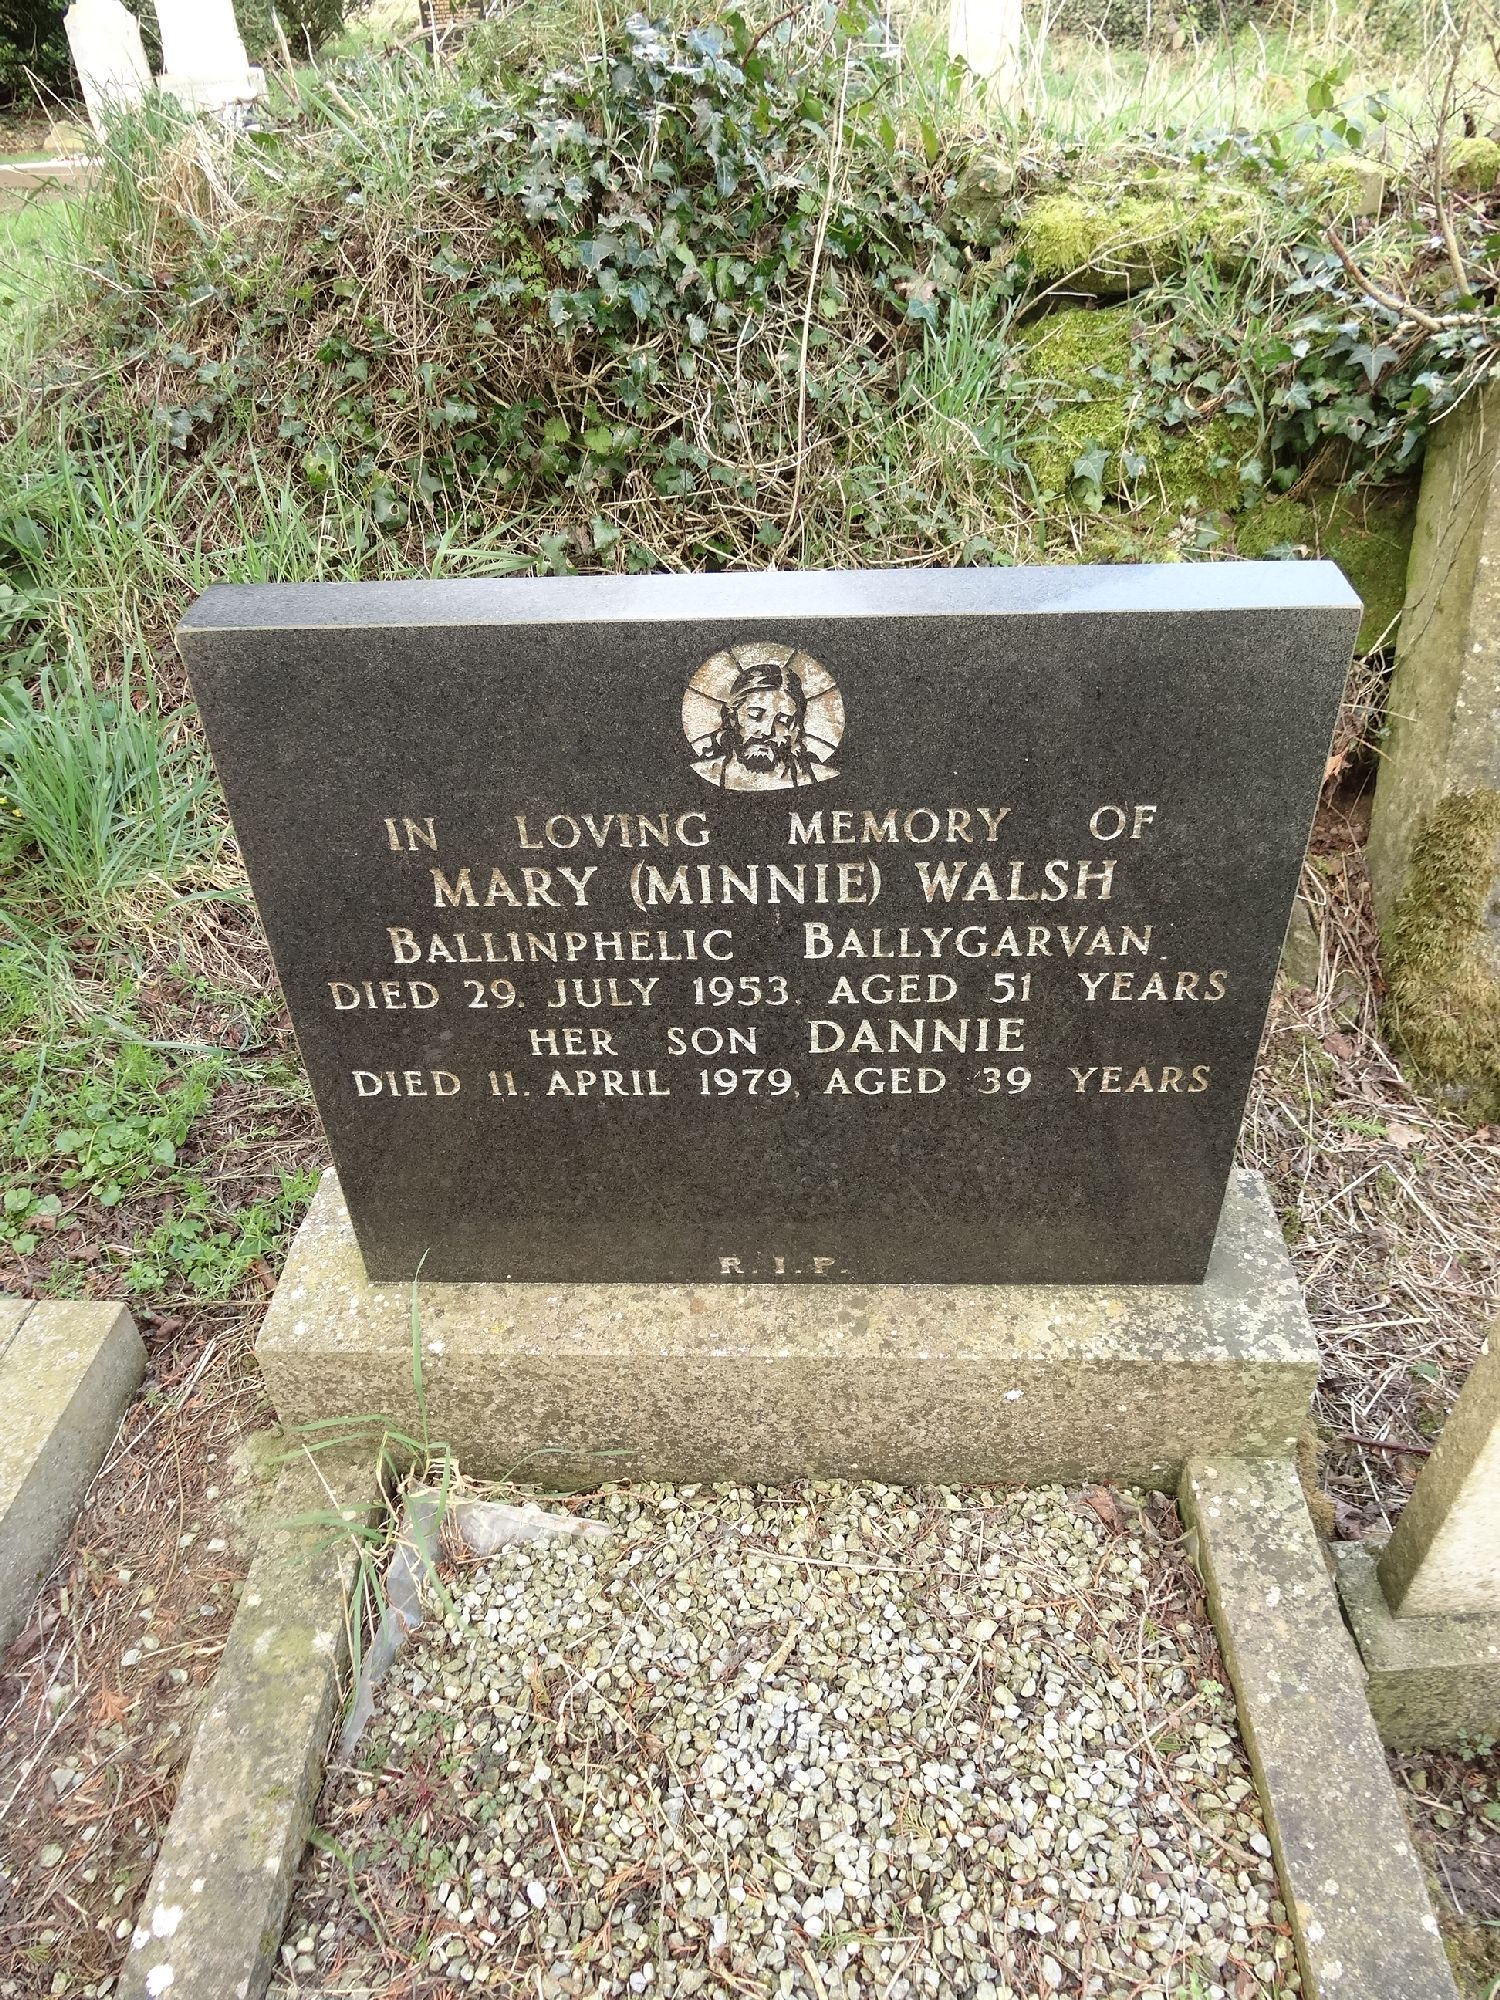 IN LOVING MEMORY OF
MARY (MINNIE) WALSH
BALLINPHELIC BALLYGARVAN.
DIED 29. JULY 1953. AGED 51 YEARS
HER SON DANNIE
DIED 11. APRIL 1979, AGED 39 YEARS
R.I.P.